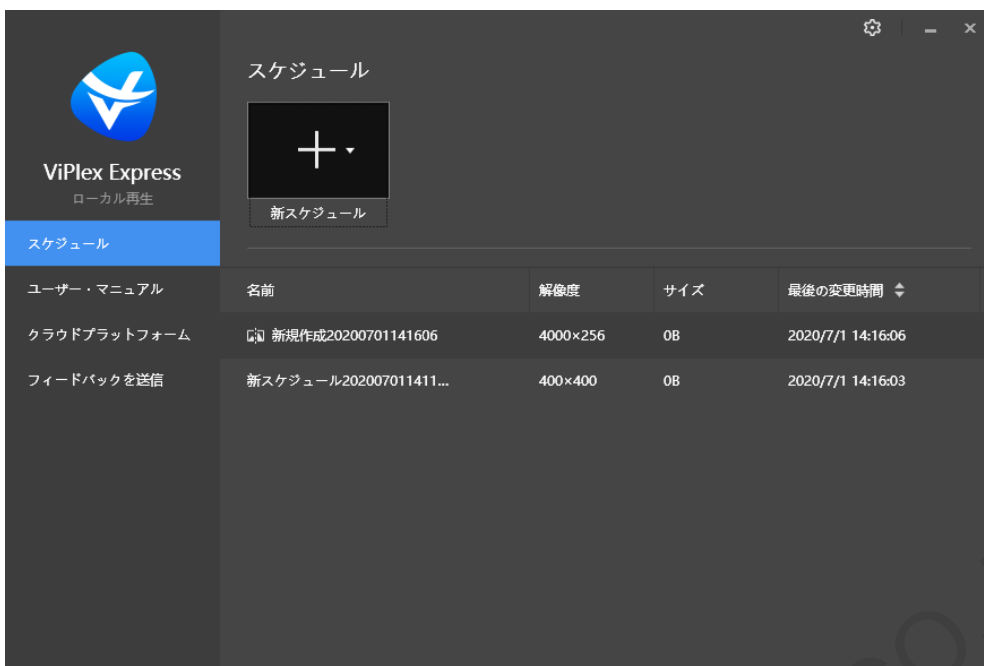 ViPlex Express
ローカル再生
スケジュール
ユーザー・マニュアル
クラウドプラットフォーム
フィードバックを送信
スケジュール
新スケジュール
名前 解像度 サイズ 最後の変更時間
新規作成20200701141606 4000×256 0B 2020/7/1 14:16:06
新スケジュール202007011411... 400×400 0B 2020/7/1 14:16:03